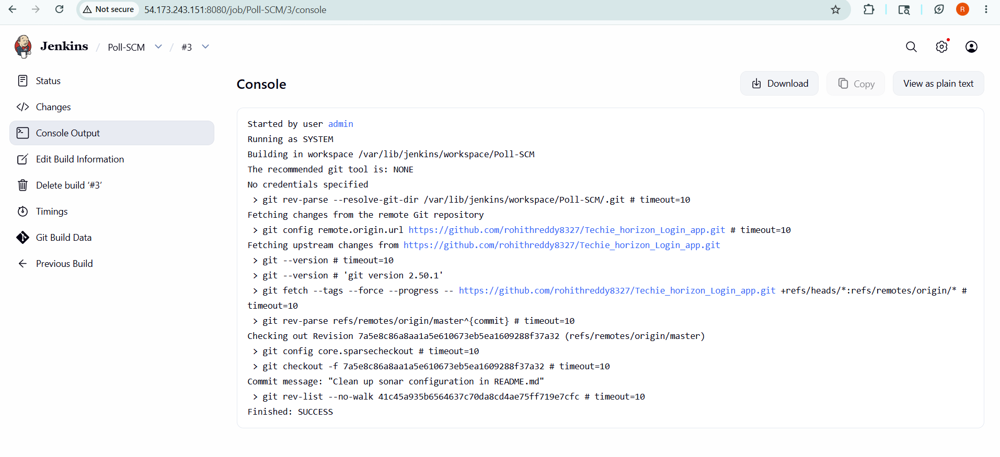 Not secure 54.173.243.151:8080/job/Poll-SCM/3/console
R
Jenkins / Poll-SCM / #3
Status
Changes
Console Output
Edit Build Information
Delete build ‘#3’
Timings
Git Build Data
Previous Build
Console
Download
Copy
View as plain text
Started by user admin
Running as SYSTEM
Building in workspace /var/lib/jenkins/workspace/Poll-SCM
The recommended git tool is: NONE
No credentials specified
> git rev-parse --resolve-git-dir /var/lib/jenkins/workspace/Poll-SCM/.git # timeout=10
Fetching changes from the remote Git repository
> git config remote.origin.url https://github.com/rohithreddy8327/Techie_horizon_Login_app.git # timeout=10
Fetching upstream changes from https://github.com/rohithreddy8327/Techie_horizon_Login_app.git
> git --version # timeout=10
> git --version # 'git version 2.50.1'
> git fetch --tags --force --progress -- https://github.com/rohithreddy8327/Techie_horizon_Login_app.git +refs/heads/*:refs/remotes/origin/* #
timeout=10
> git rev-parse refs/remotes/origin/master^{commit} # timeout=10
Checking out Revision 7a5e8c86a8aa1a5e610673eb5ea1609288f37a32 (refs/remotes/origin/master)
> git config core.sparsecheckout # timeout=10
> git checkout -f 7a5e8c86a8aa1a5e610673eb5ea1609288f37a32 # timeout=10
Commit message: "Clean up sonar configuration in README.md"
> git rev-list --no-walk 41c45a935b6564637c70da8cd4ae75ff719e7cfc # timeout=10
Finished: SUCCESS